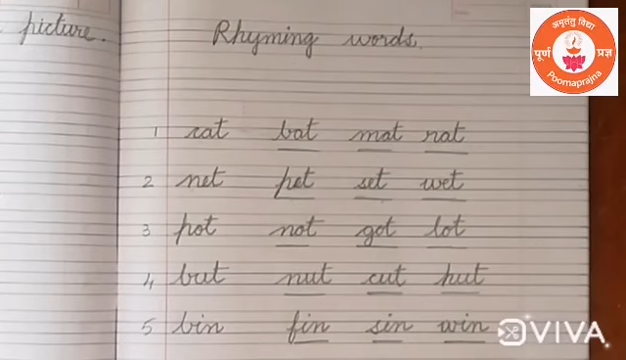 picture.
Rhyming words.
अमृतंतु विद्या
पूर्ण प्रज्ञ
Poornaprajna
1 cat bat mat rat
2 net pet set wet
3 pot not got lot
4 but nut cut hut
5 bin fin sin win
VIVA